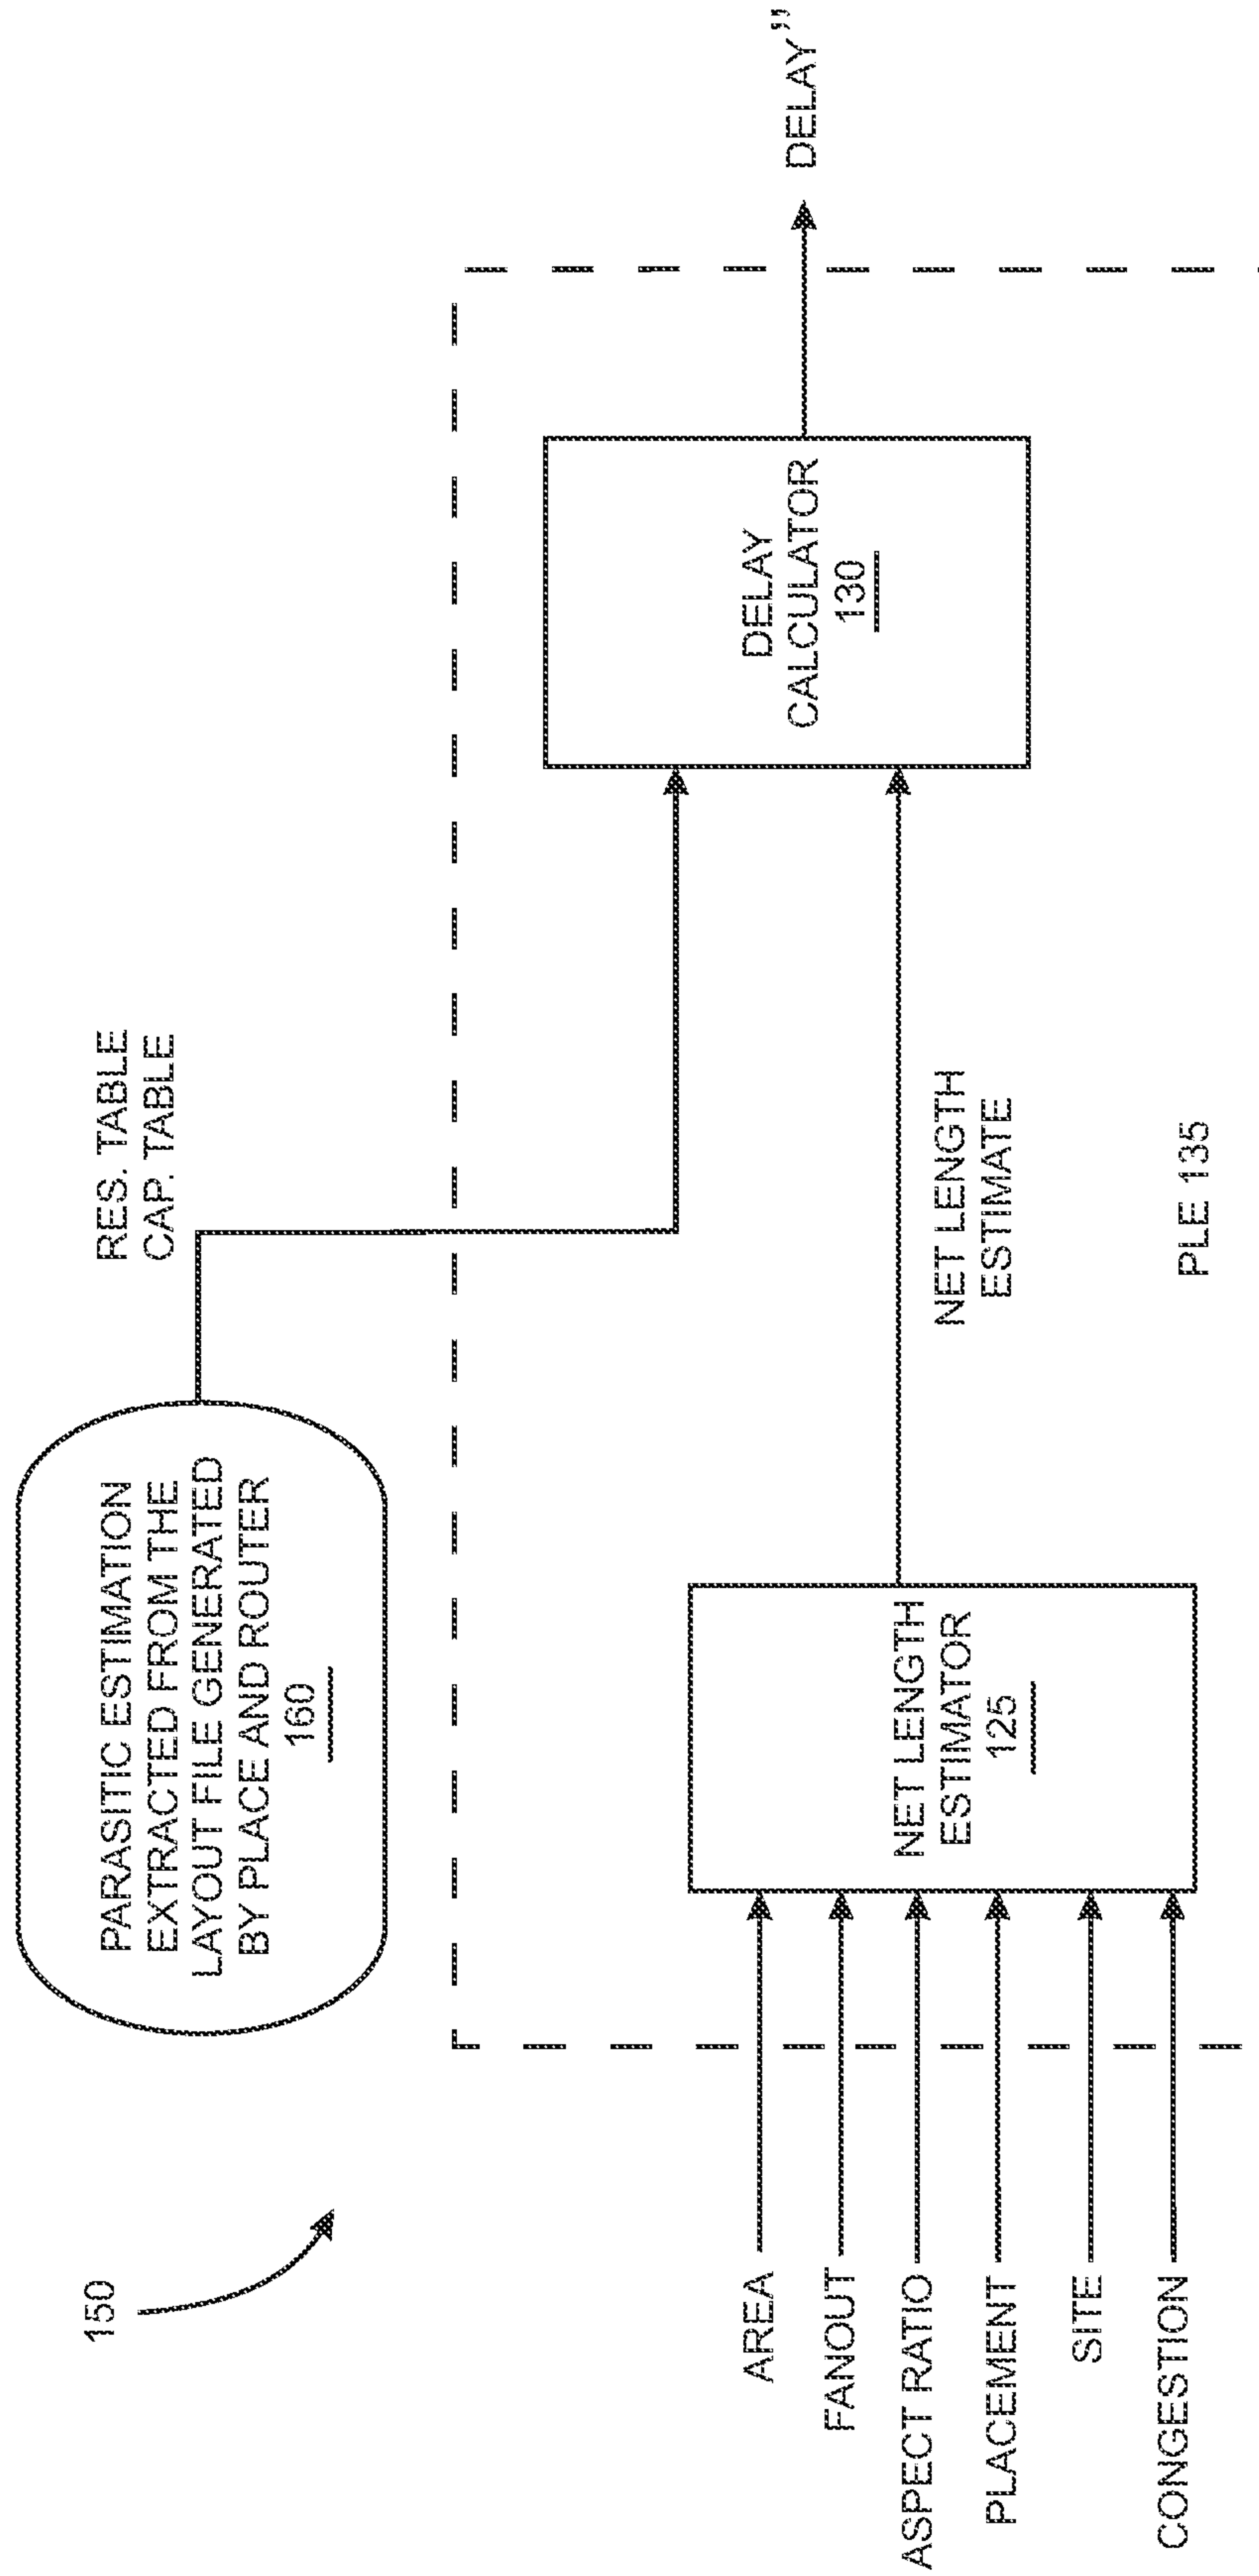 150
PARASITIC ESTIMATION
EXTRACTED FROM THE
LAYOUT FILE GENERATED
BY PLACE AND ROUTER
160
RES. TABLE
CAP. TABLE
AREA
FANOUT
ASPECT RATIO
PLACEMENT
SITE
CONGESTION
NET LENGTH
ESTIMATOR
125
NET LENGTH
ESTIMATE
DELAY
CALCULATOR
130
DELAY"
PLE 135